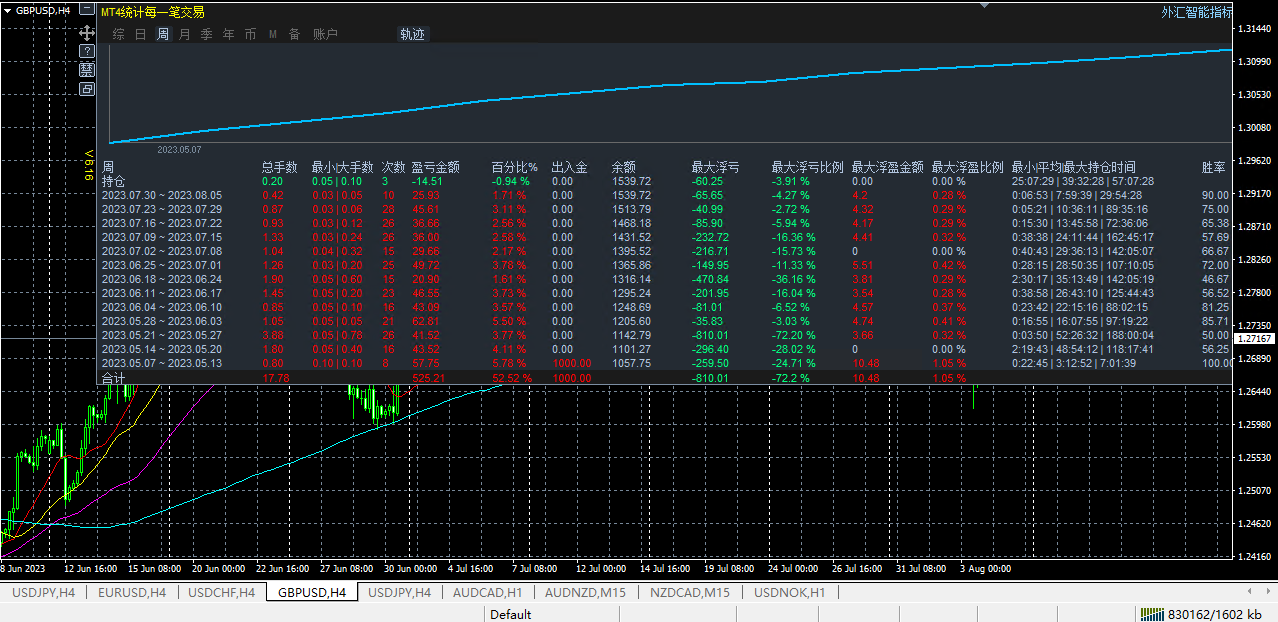 GBPUSD,H4
MT4统计每一笔交易
外汇智能指标
综 日 周 月 季 年 币 M 备 账户 轨迹
?
禁
V616
2023.05.07
周 总手数 最小|大手数 次数 盈亏金额 百分比% 出入金 余额 最大浮亏 最大浮亏比例 最大浮盈金额 最大浮盈比例 最小|平均|最大持仓时间 胜率
持仓 0.20 0.05 | 0.10 3 -14.51 -0.94 % 0.00 1539.72 -60.25 -3.91 % 0.00 0.00 % 25:07:29 | 39:32:28 | 57:07:28
2023.07.30 ~ 2023.08.05 0.42 0.03 | 0.05 10 25.93 1.71 % 0.00 1539.72 -65.65 -4.27 % 4.2 0.28 % 0:06:53 | 7:59:39 | 29:54:28 90.00
2023.07.23 ~ 2023.07.29 0.87 0.03 | 0.06 28 45.61 3.11 % 0.00 1513.79 -40.99 -2.72 % 4.32 0.29 % 0:05:21 | 10:36:11 | 89:35:16 75.00
2023.07.16 ~ 2023.07.22 0.93 0.03 | 0.12 26 36.66 2.56 % 0.00 1468.18 -85.90 -5.94 % 4.17 0.29 % 0:15:30 | 13:45:58 | 72:36:06 65.38
2023.07.09 ~ 2023.07.15 1.33 0.03 | 0.24 26 36.00 2.58 % 0.00 1431.52 -232.72 -16.36 % 4.41 0.32 % 0:38:38 | 24:11:44 | 162:45:17 57.69
2023.07.02 ~ 2023.07.08 1.04 0.04 | 0.32 15 29.66 2.17 % 0.00 1395.52 -216.71 -15.73 % 0 0.00 % 0:40:43 | 29:36:13 | 142:05:07 66.67
2023.06.25 ~ 2023.07.01 1.26 0.03 | 0.20 25 49.72 3.78 % 0.00 1365.86 -149.95 -11.33 % 5.51 0.42 % 0:28:15 | 28:50:35 | 107:10:05 72.00
2023.06.18 ~ 2023.06.24 1.90 0.05 | 0.60 15 20.90 1.61 % 0.00 1316.14 -470.84 -36.16 % 3.81 0.29 % 2:30:17 | 35:13:49 | 142:05:19 46.67
2023.06.11 ~ 2023.06.17 1.45 0.05 | 0.20 23 46.55 3.73 % 0.00 1295.24 -201.95 -16.04 % 3.54 0.28 % 0:38:58 | 26:43:10 | 125:44:43 56.52
2023.06.04 ~ 2023.06.10 0.85 0.05 | 0.10 16 43.09 3.57 % 0.00 1248.69 -81.01 -6.52 % 4.57 0.37 % 0:23:42 | 22:15:16 | 88:02:15 81.25
2023.05.28 ~ 2023.06.03 1.05 0.05 | 0.05 21 62.81 5.50 % 0.00 1205.60 -35.83 -3.03 % 4.74 0.41 % 0:16:55 | 16:07:55 | 97:19:22 85.71
2023.05.21 ~ 2023.05.27 3.88 0.05 | 0.78 26 41.52 3.77 % 0.00 1142.79 -810.01 -72.20 % 3.66 0.32 % 0:03:50 | 52:26:32 | 188:00:04 50.00
2023.05.14 ~ 2023.05.20 1.80 0.05 | 0.40 16 43.52 4.11 % 0.00 1101.27 -296.40 -28.02 % 0 0.00 % 2:19:43 | 48:54:12 | 118:17:41 56.25
2023.05.07 ~ 2023.05.13 0.80 0.10 | 0.10 8 57.75 5.78 % 1000.00 1057.75 -259.50 -24.71 % 10.48 1.05 % 0:22:45 | 3:12:52 | 7:01:39 100.00
合计 17.78 525.21 52.52 % 1000.00 -810.01 -72.2 % 10.48 1.05 %
1.31440
1.30990
1.30530
1.30080
1.29620
1.29170
1.28710
1.28260
1.27800
1.27350
1.27167
1.26890
1.26440
1.25980
1.25530
1.25070
1.24620
1.24160
8 Jun 2023 12 Jun 16:00 15 Jun 08:00 20 Jun 00:00 22 Jun 16:00 27 Jun 08:00 30 Jun 00:00 4 Jul 16:00 7 Jul 08:00 12 Jul 00:00 14 Jul 16:00 19 Jul 08:00 24 Jul 00:00 26 Jul 16:00 31 Jul 08:00 3 Aug 00:00
USDJPY,H4 EURUSD,H4 USDCHF,H4 GBPUSD,H4 USDJPY,H4 AUDCAD,H1 AUDNZD,M15 NZDCAD,M15 USDNOK,H1
Default 830162/1602 kb